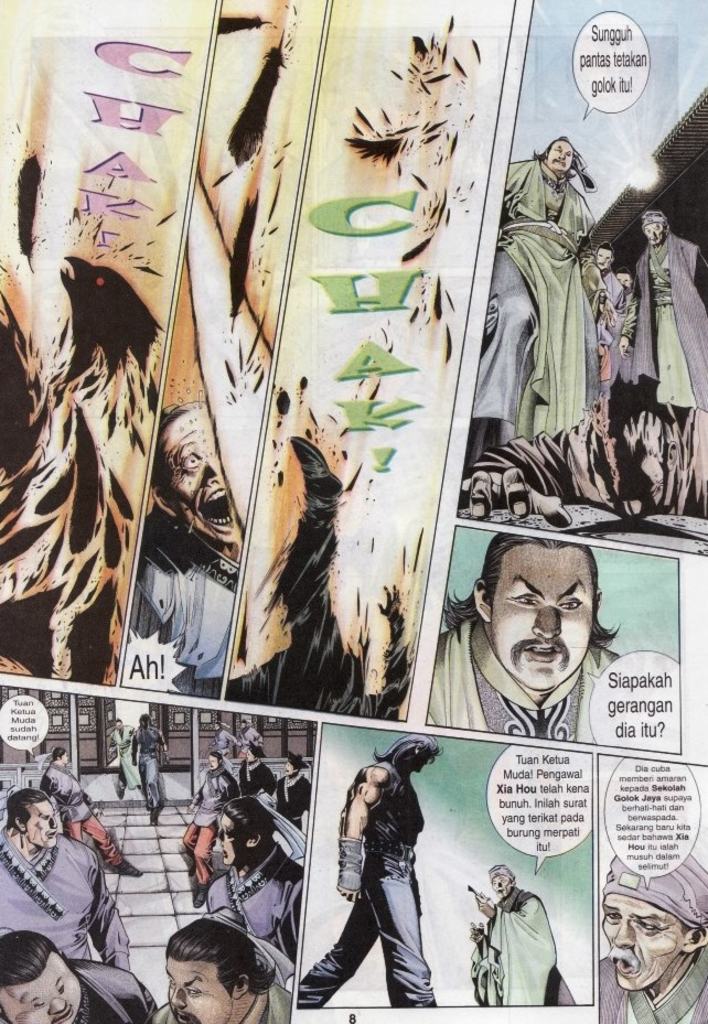 CHAK!
CHAK!
Ah!
Sungguh
pantas tetakan
golok itu!
Siapakah
gerangan
dia itu?
Tuan
Ketua
Muda
sudah
datang!
Tuan Ketua
Muda! Pengawal
Xia Hou telah kena
bunuh. Inilah surat
yang terikat pada
burung merpati
itu!
Dia cuba
memberi amaran
kepada Sekolah
Golok Jaya supaya
berhati-hati dan
berwaspada.
Sekarang baru kita
sedar bahawa Xia
Hou itu ialah
musuh dalam
Selimut!
8